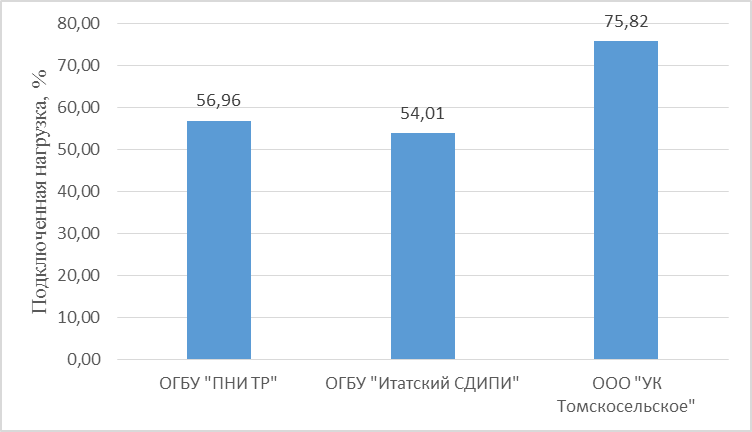 Подключенная нагрузка, %
80,00
70,00
60,00
50,00
40,00
30,00
20,00
10,00
0,00
56,96
54,01
75,82
ОГБУ "ПНИ ТР"
ОГБУ "Итатский СДИПИ"
ООО "УК
Томскосельское"